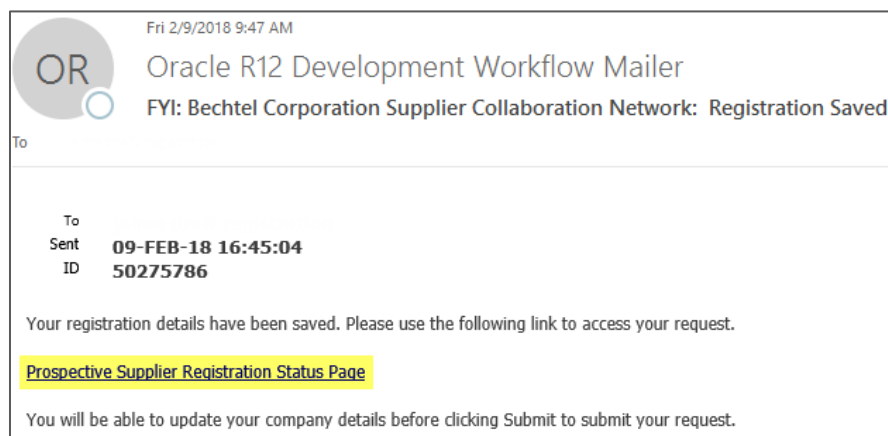 Fri 2/9/2018 9:47 AM
OR
Oracle R12 Development Workflow Mailer
FYI: Bechtel Corporation Supplier Collaboration Network:  Registration Saved
To
To
Sent 09-FEB-18 16:45:04
ID 50275786
Your registration details have been saved. Please use the following link to access your request.
Prospective Supplier Registration Status Page
You will be able to update your company details before clicking Submit to submit your request.